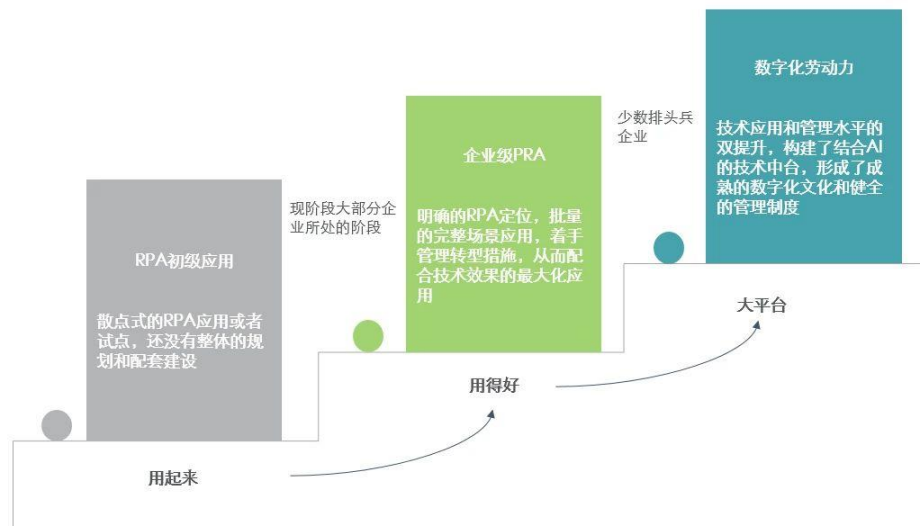 RPA初级应用
散点式的RPA应用或者
试点，还没有整体的规
划和配套建设
用起来
现阶段大部分企
业所处的阶段
企业级PRA
明确的RPA定位，批量
的完整场景应用，着手
管理转型措施，从而配
合技术效果的最大化应
用
用得好
少数排头兵
企业
数字化劳动力
技术应用和管理水平的
双提升，构建了结合AI
的技术中台，形成了成
熟的数字化文化和健全
的管理制度
大平台